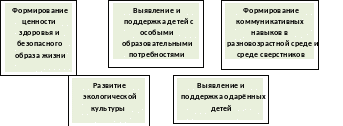 Формирование
ценности
здоровья и
безопасного
образа жизни
Выявление и
поддержка детей с
особыми
образовательными
потребностями
Формирование
коммуникативных
навыков в
разновозрастной среде и
среде сверстников
Развитие
экологической
культуры
Выявление и
поддержка одарённых
детей